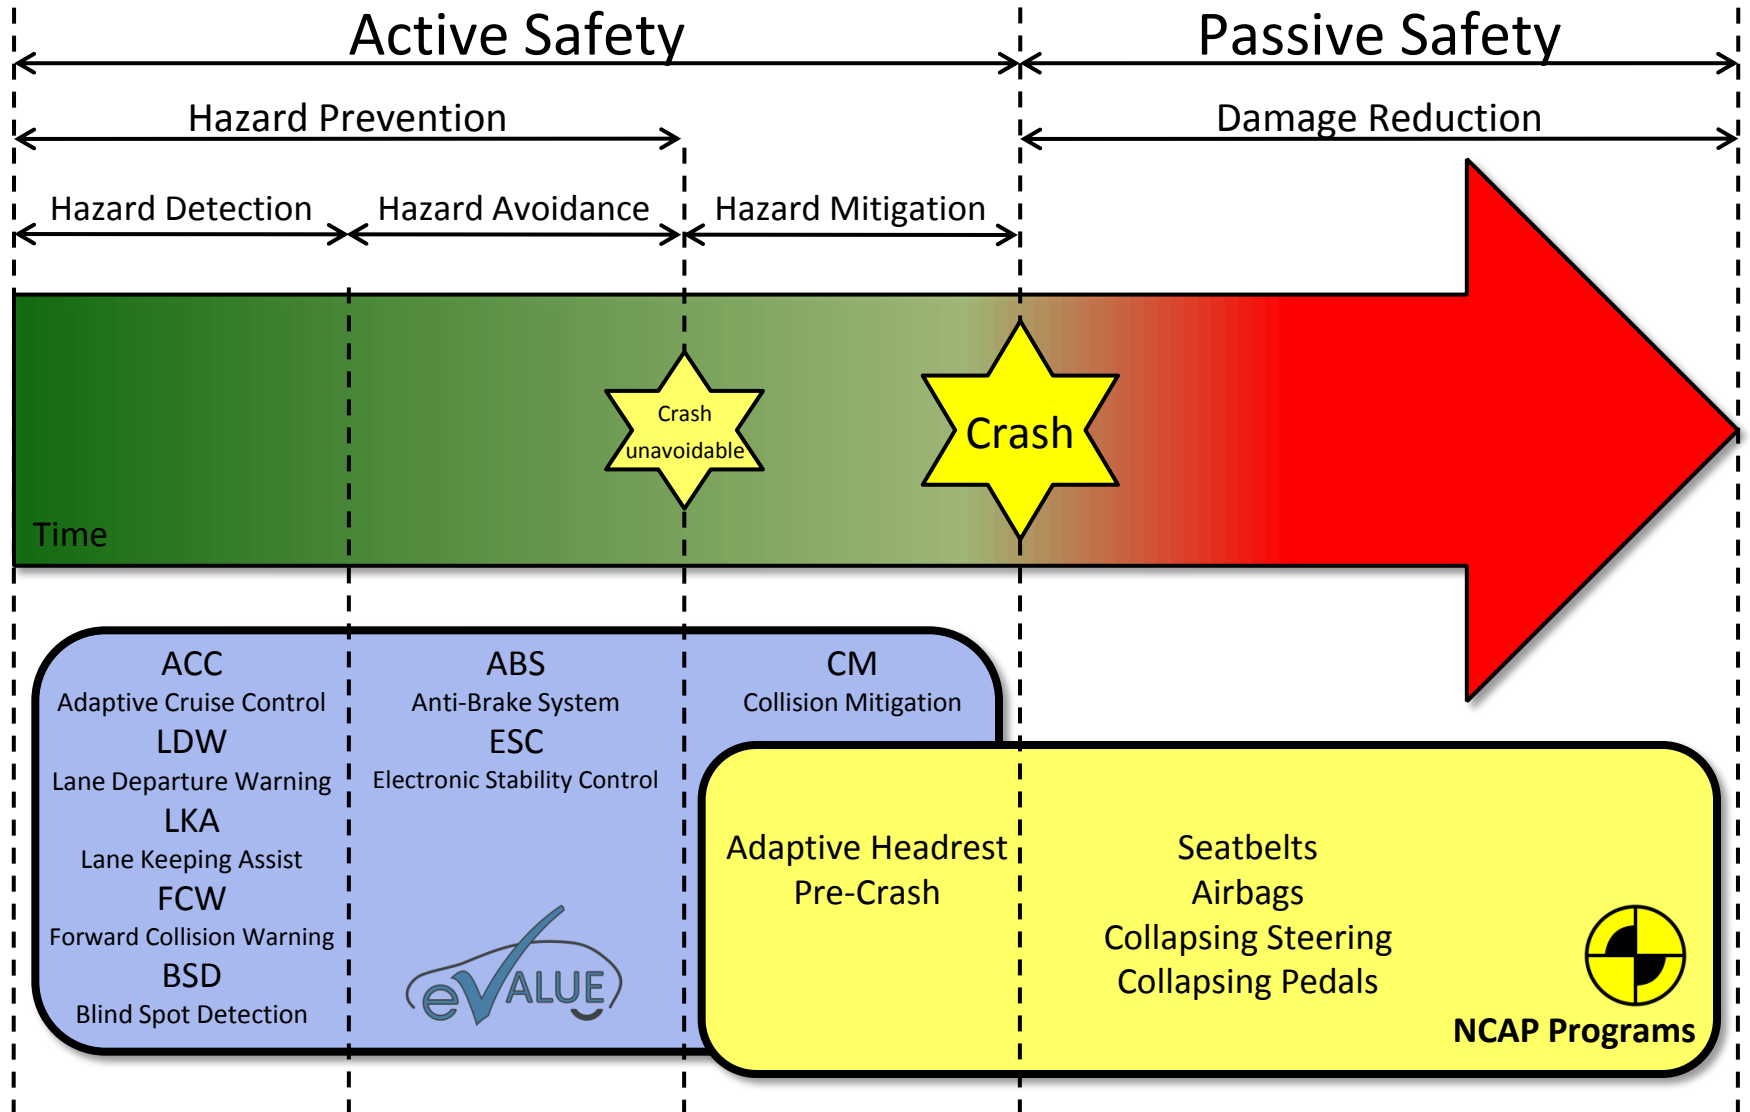 Active Safety
Passive Safety
Hazard Prevention
Damage Reduction
Hazard Detection
Hazard Avoidance
Hazard Mitigation
Crash
unavoidable
Crash
Time
ACC
Adaptive Cruise Control
LDW
Lane Departure Warning
LKA
Lane Keeping Assist
FCW
Forward Collision Warning
BSD
Blind Spot Detection
ABS
Anti-Brake System
ESC
Electronic Stability Control
eVALUE
CM
Collision Mitigation
Adaptive Headrest
Pre-Crash
Seatbelts
Airbags
Collapsing Steering
Collapsing Pedals
NCAP Programs